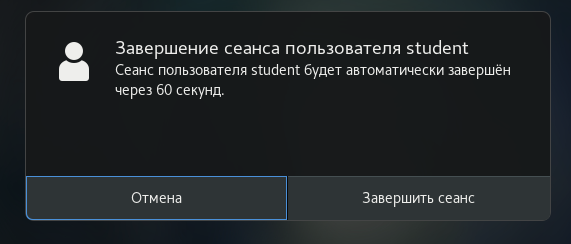 Завершение сеанса пользователя student
Сеанс пользователя student будет автоматически завершён
через 60 секунд.
Отмена
Завершить сеанс